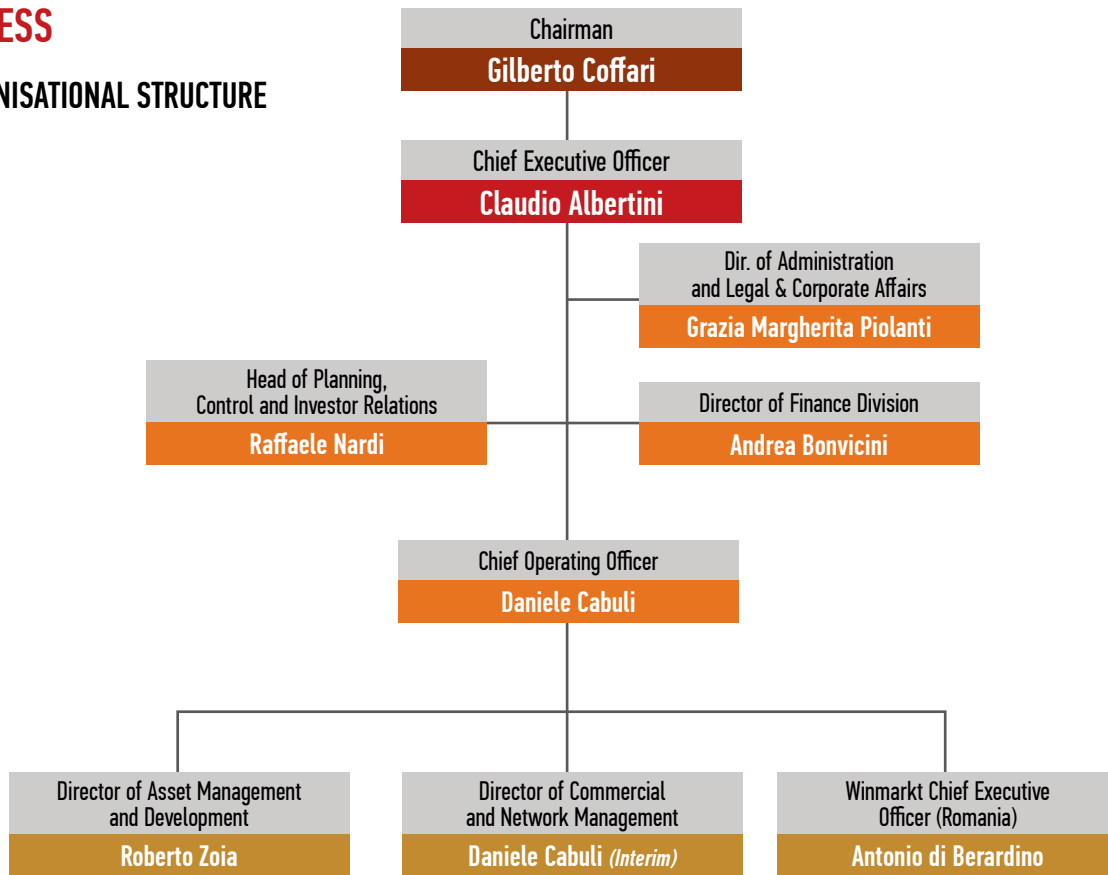 ESS
NISATIONAL STRUCTURE
Chairman
Gilberto Coffari
Chief Executive Officer
Claudio Albertini
Dir. of Administration
and Legal & Corporate Affairs
Grazia Margherita Piolanti
Head of Planning,
Control and Investor Relations
Raffaele Nardi
Director of Finance Division
Andrea Bonvicini
Chief Operating Officer
Daniele Cabuli
Director of Asset Management
and Development
Roberto Zoia
Director of Commercial
and Network Management
Daniele Cabuli (Interim)
Winmarkt Chief Executive
Officer (Romania)
Antonio di Berardino